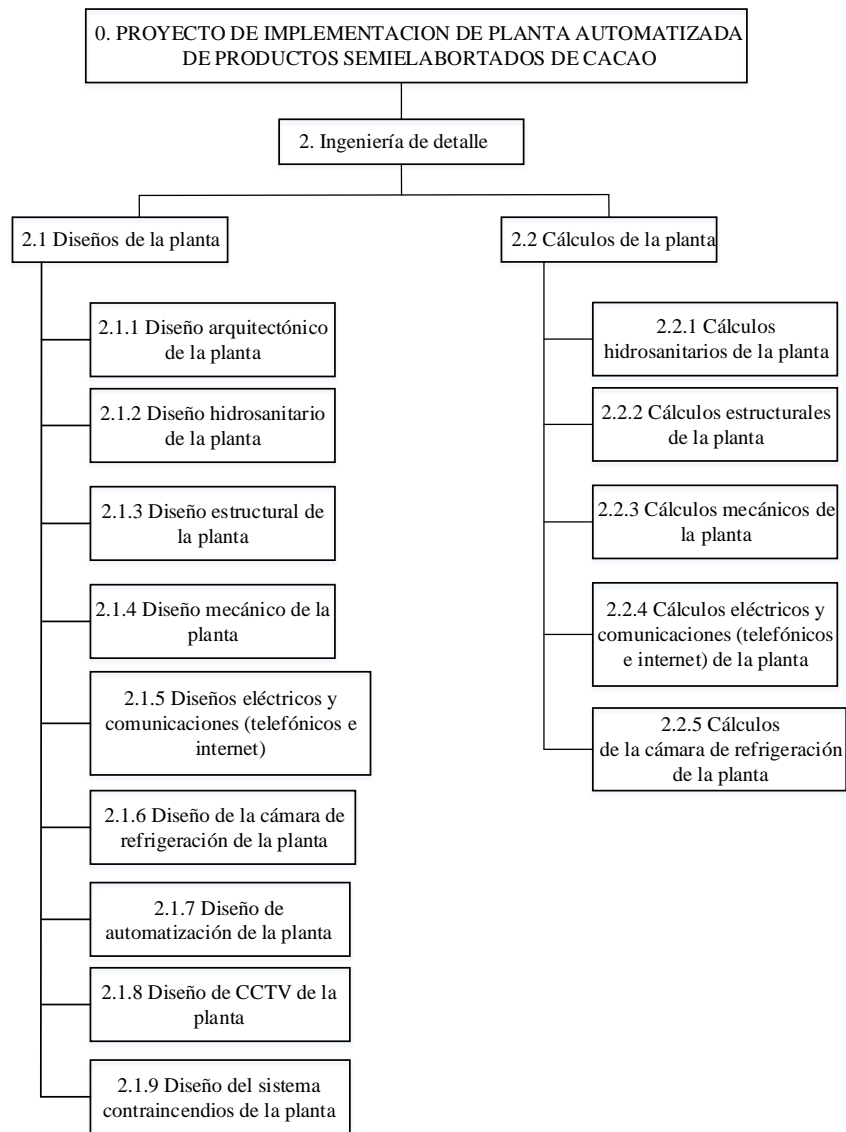 0. PROYECTO DE IMPLEMENTACION DE PLANTA AUTOMATIZADA
DE PRODUCTOS SEMIELABORTADOS DE CACAO
2. Ingeniería de detalle
2.1 Diseños de la planta
2.1.1 Diseño arquitectónico
de la planta
2.1.2 Diseño hidrosanitario
de la planta
2.1.3 Diseño estructural de
la planta
2.1.4 Diseño mecánico de la
planta
2.1.5 Diseños eléctricos y
comunicaciones (telefónicos e
internet)
2.1.6 Diseño de la cámara de
refrigeración de la planta
2.1.7 Diseño de
automatización de la planta
2.1.8 Diseño de CCTV de la
planta
2.1.9 Diseño del sistema
contraincendios de la planta
2.2 Cálculos de la planta
2.2.1 Cálculos
hidrosanitarios de la planta
2.2.2 Cálculos estructurales
de la planta
2.2.3 Cálculos mecánicos de
la planta
2.2.4 Cálculos eléctricos y
comunicaciones (telefónicos
e internet) de la planta
2.2.5 Cálculos
de la cámara de refrigeración
de la planta